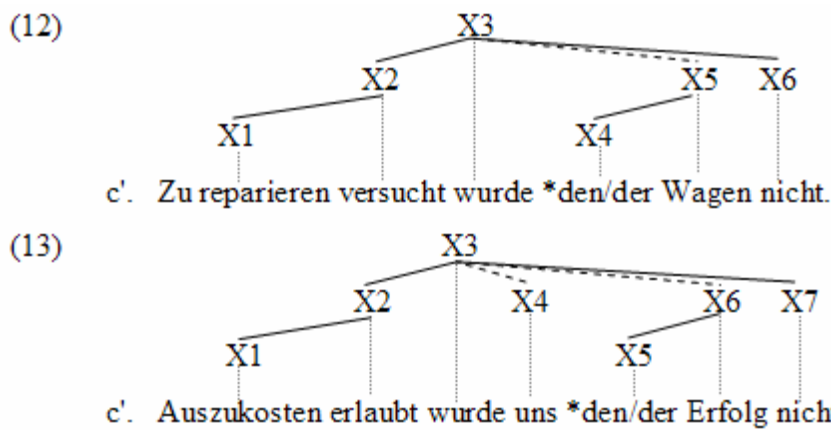 (12) X3
X2 X5 X6
X1 X4
c'. Zu reparieren versucht wurde *den/der Wagen nicht.
(13) X3
X2 X4 X6 X7
X1 X5
c'. Auszukosten erlaubt wurde uns *den/der Erfolg nich